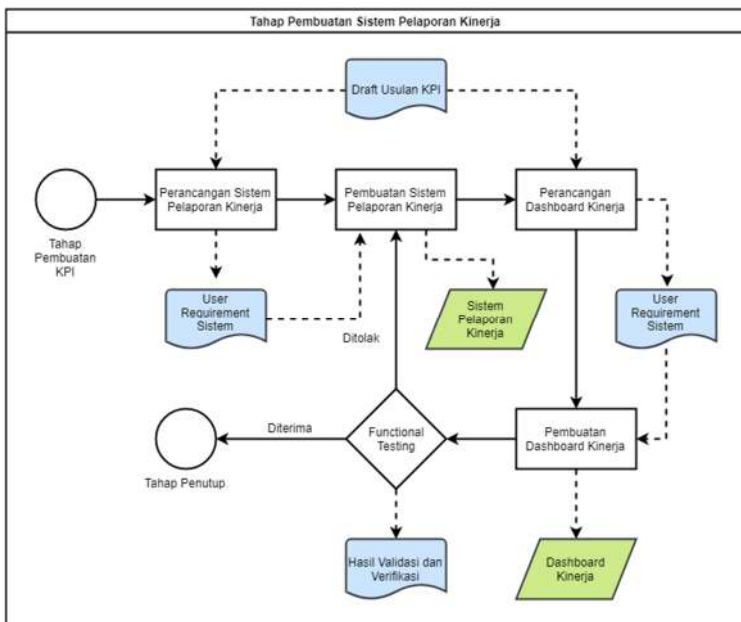 Tahap Pembuatan Sistem Pelaporan Kinerja
Draft Usulan KPI
Perancangan Sistem
Pelaporan Kinerja
Pembuatan Sistem
Pelaporan Kinerja
Perancangan
Dashboard Kinerja
Tahap
Pembuatan
KPI
User
Requirement
Sistem
Ditolak
Sistem
Pelaporan
Kinerja
User
Requirement
Sistem
Diterima
Functional
Testing
Pembuatan
Dashboard Kinerja
Tahap Penutup
Hasil Validasi dan
Verifikasi
Dashboard
Kinerja